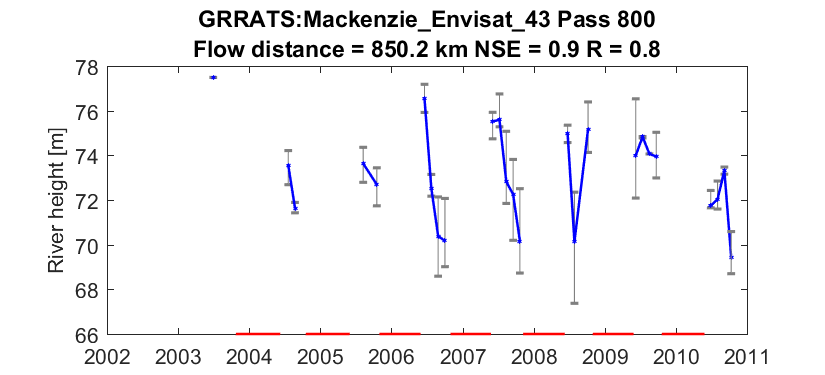 GRRATS:Mackenzie_Envisat_43 Pass 800
Flow distance = 850.2 km NSE = 0.9 R = 0.8
River height [m]
78
76
74
72
70
68
66
2002 2003 2004 2005 2006 2007 2008 2009 2010 2011